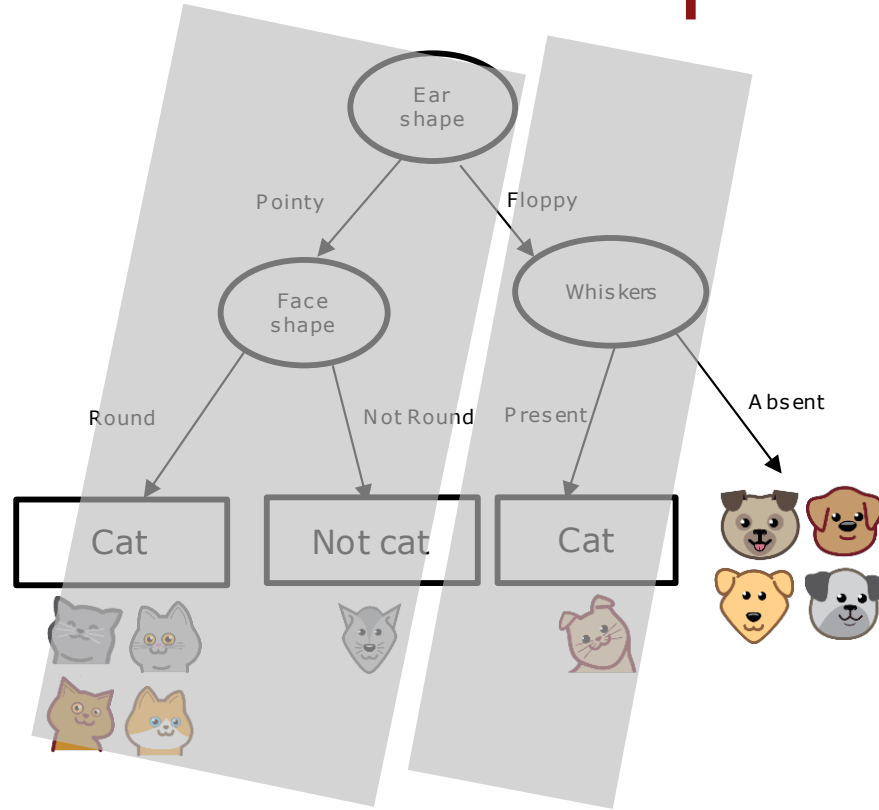 Ear
shape
Pointy
Floppy
Face
shape
Whiskers
Round
Not Round
Present
Absent
Cat
Not cat
Cat